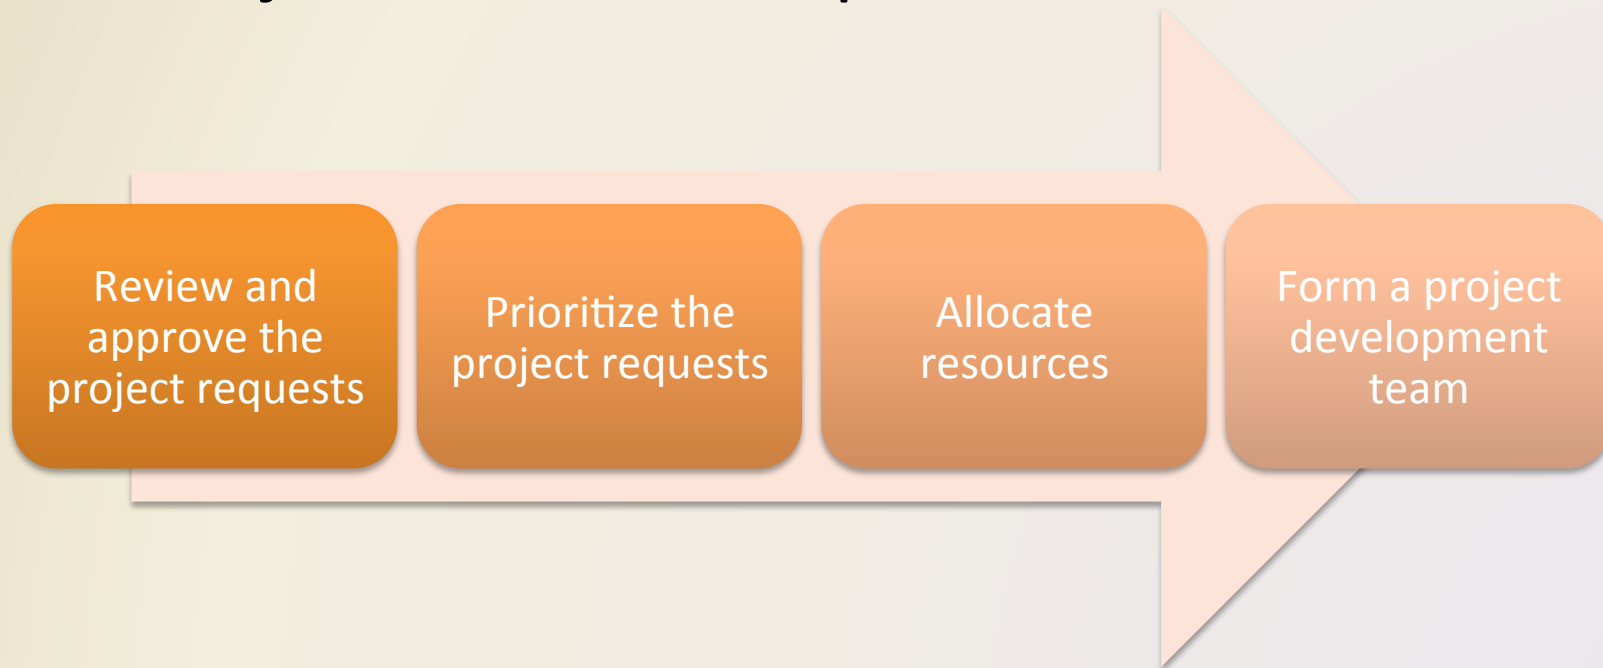 Review and
approve the
project requests
Prioritize the
project requests
Allocate
resources
Form a project
development
team